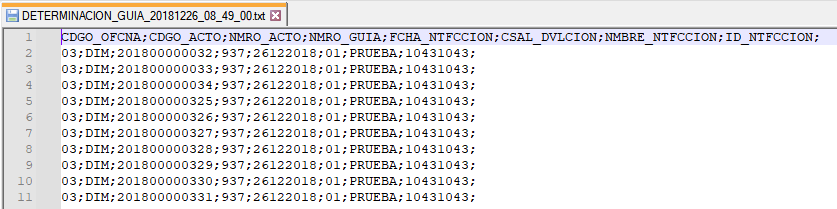 DETERMINACION_GUIA_20181226_08_49_00.txt
1 CDGO_OFCNA;CDGO_ACTO;NMRO_ACTO;NMRO_GUIA;FCHA_NTFCCION;CSAL_DVLCION;NMBRE_NTFCCION;ID_NTFCCION;
2 03;DIM;201800000032;937;26122018;01;PRUEBA;10431043;
3 03;DIM;201800000033;937;26122018;01;PRUEBA;10431043;
4 03;DIM;201800000034;937;26122018;01;PRUEBA;10431043;
5 03;DIM;201800000325;937;26122018;01;PRUEBA;10431043;
6 03;DIM;201800000326;937;26122018;01;PRUEBA;10431043;
7 03;DIM;201800000327;937;26122018;01;PRUEBA;10431043;
8 03;DIM;201800000328;937;26122018;01;PRUEBA;10431043;
9 03;DIM;201800000329;937;26122018;01;PRUEBA;10431043;
10 03;DIM;201800000330;937;26122018;01;PRUEBA;10431043;
11 03;DIM;201800000331;937;26122018;01;PRUEBA;10431043;